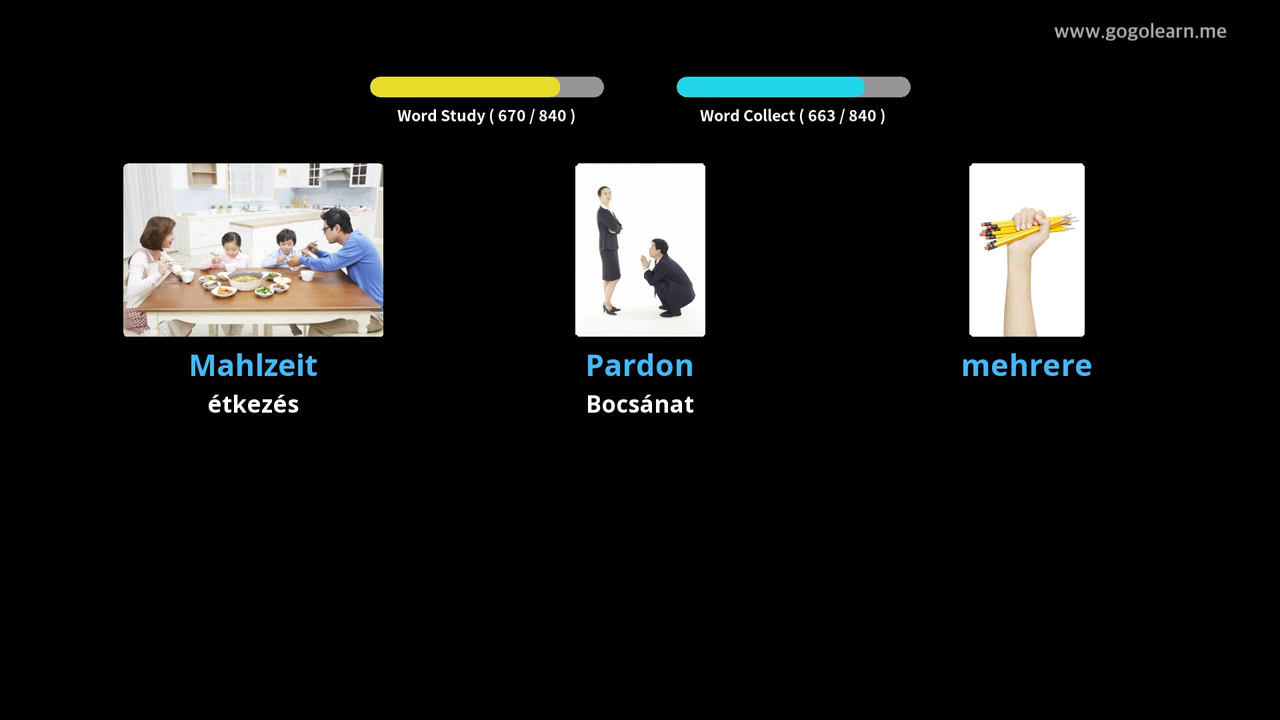 www.gogolearn.me
Word Study ( 670 / 840 )
Word Collect ( 663 / 840 )
Mahlzeit
étkezés
Pardon
Bocsánat
mehrere